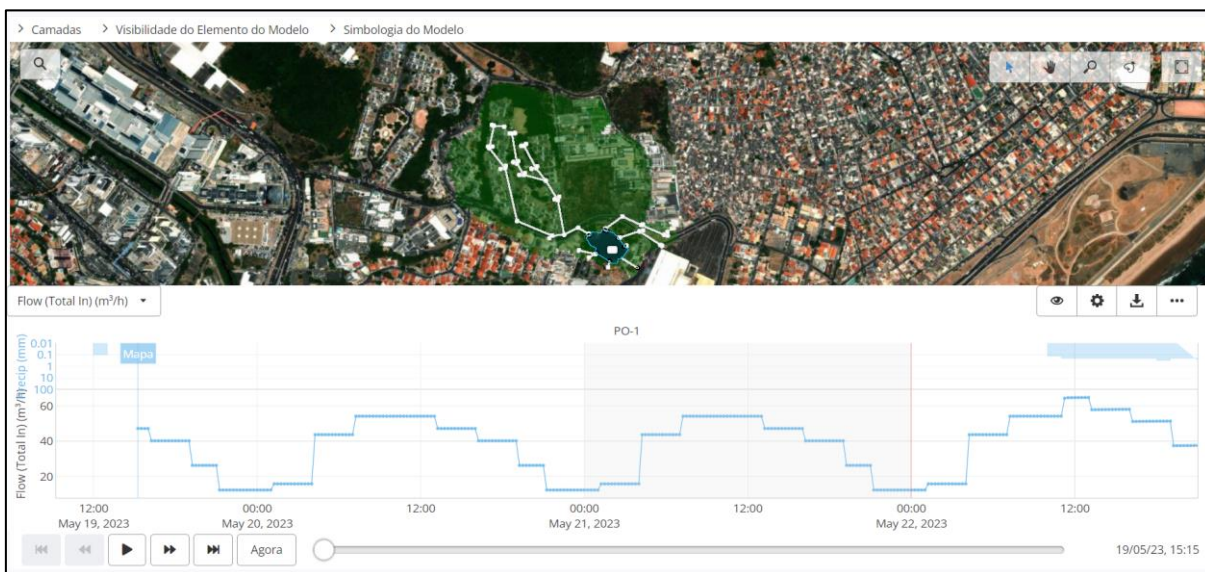 Camadas Visibilidade do Elemento do Modelo Simbologia do Modelo
Flow (Total In) (m³/h)
PO-1
Precip (mm)
0.01
0.1
1
10
100
Mapa
Flow (Total In) (m³/h)
60
40
20
12:00 00:00 12:00 00:00 12:00 00:00 12:00
May 19, 2023 May 20, 2023 May 21, 2023 May 22, 2023
Agora 19/05/23, 15:15